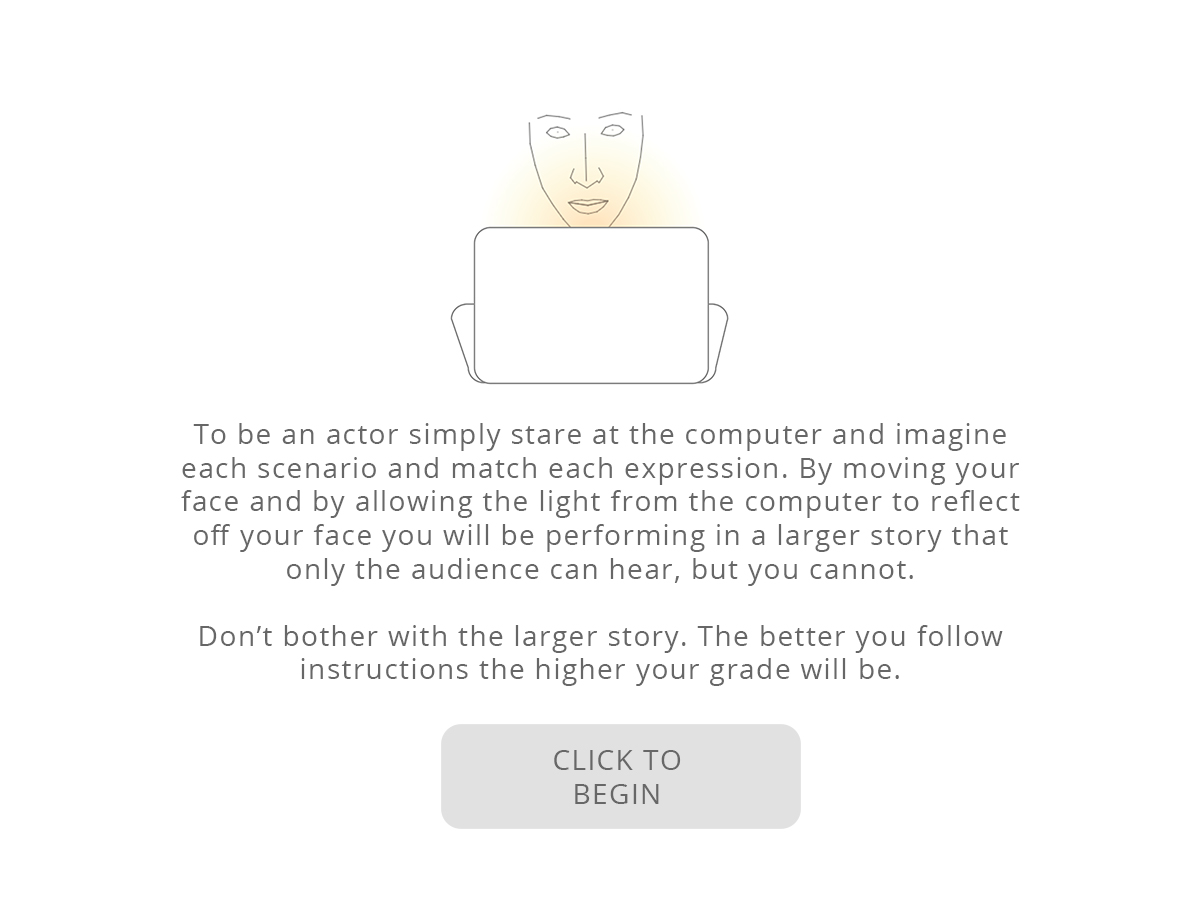 To be an actor simply stare at the computer and imagine
each scenario and match each expression. By moving your
face and by allowing the light from the computer to reflect
off your face you will be performing in a larger story that
only the audience can hear, but you cannot.
Don’t bother with the larger story. The better you follow
instructions the higher your grade will be.
CLICK TO
BEGIN